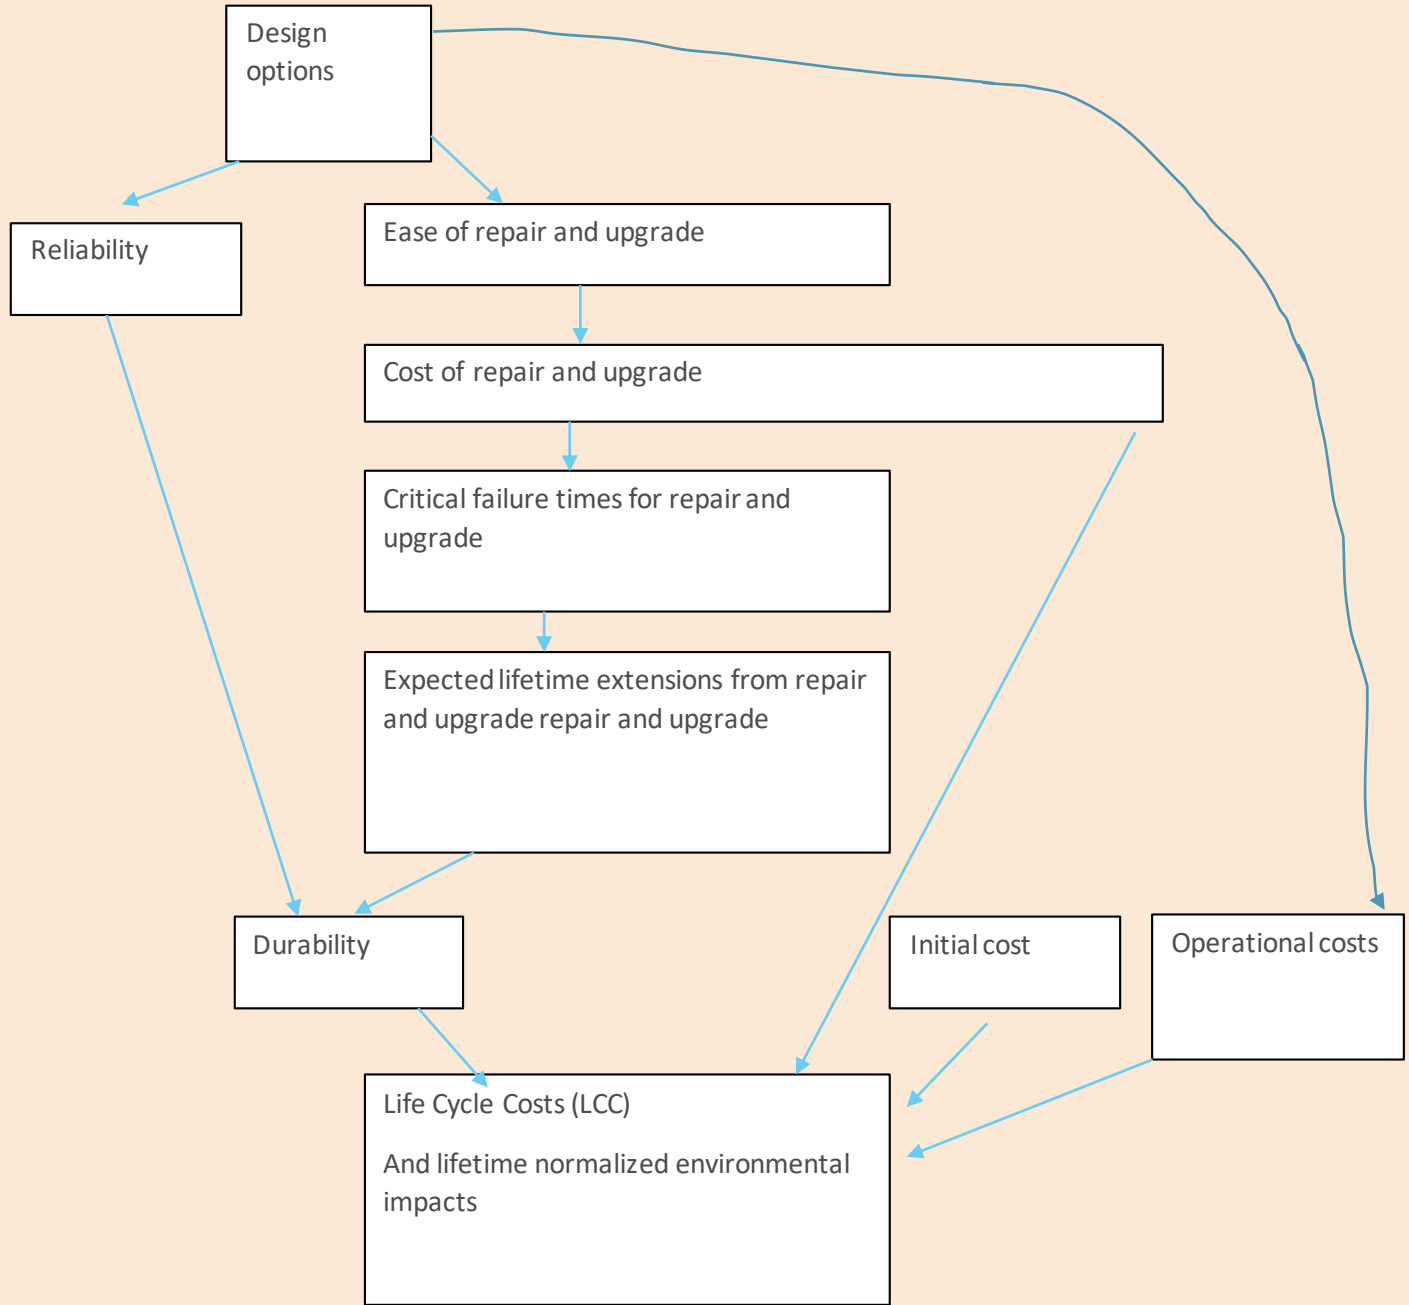 Design
options
Reliability
Ease of repair and upgrade
Cost of repair and upgrade
Critical failure times for repair and
upgrade
Expected lifetime extensions from repair
and upgrade repair and upgrade
Durability
Initial cost
Operational costs
Life Cycle Costs (LCC)
And lifetime normalized environmental
impacts